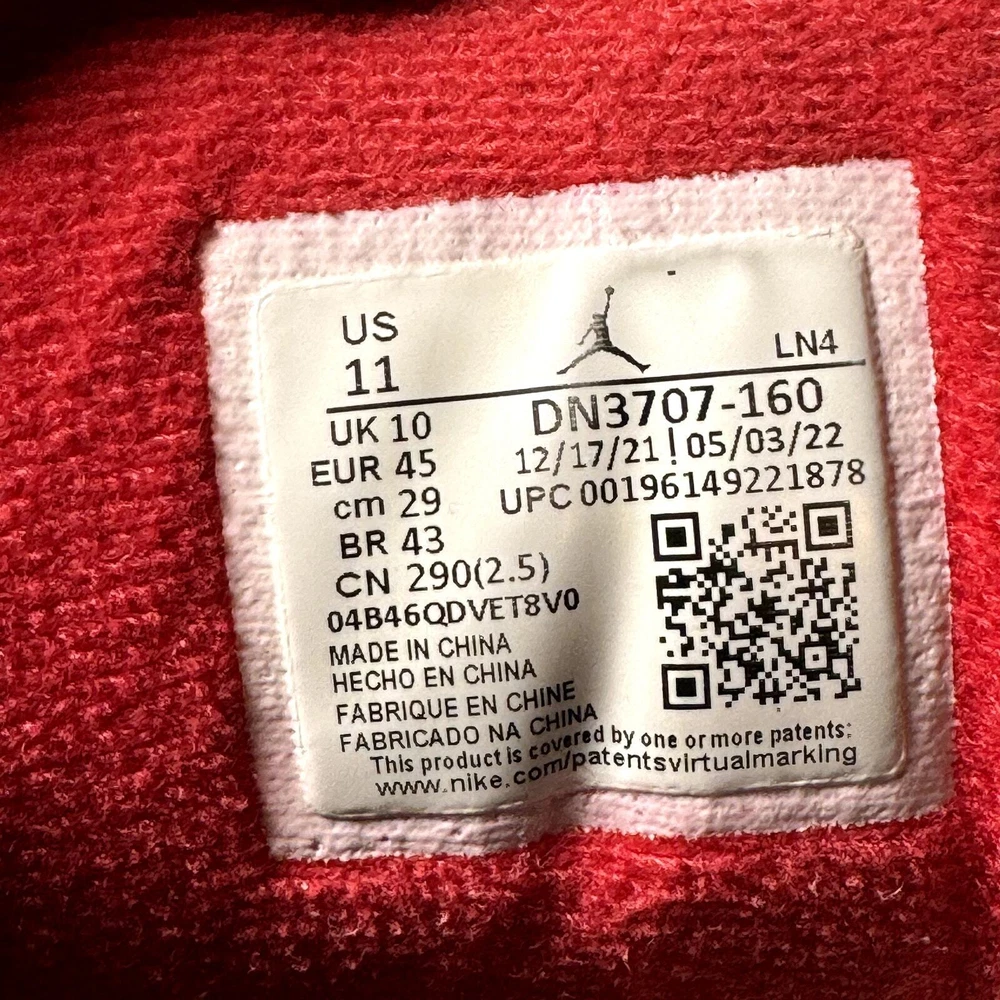 US
11
LN4
UK 10
EUR 45
cm 29
BR 43
CN 290(2.5)
DN3707-160
12/17/21 | 05/03/22
UPC 00196149221878
04B46QDVET8V0
MADE IN CHINA
HECHO EN CHINA
FABRIQUE EN CHINE
FABRICADO NA CHINA
This product is covered by one or more patents:
www.nike.com/patentsvirtualmarking